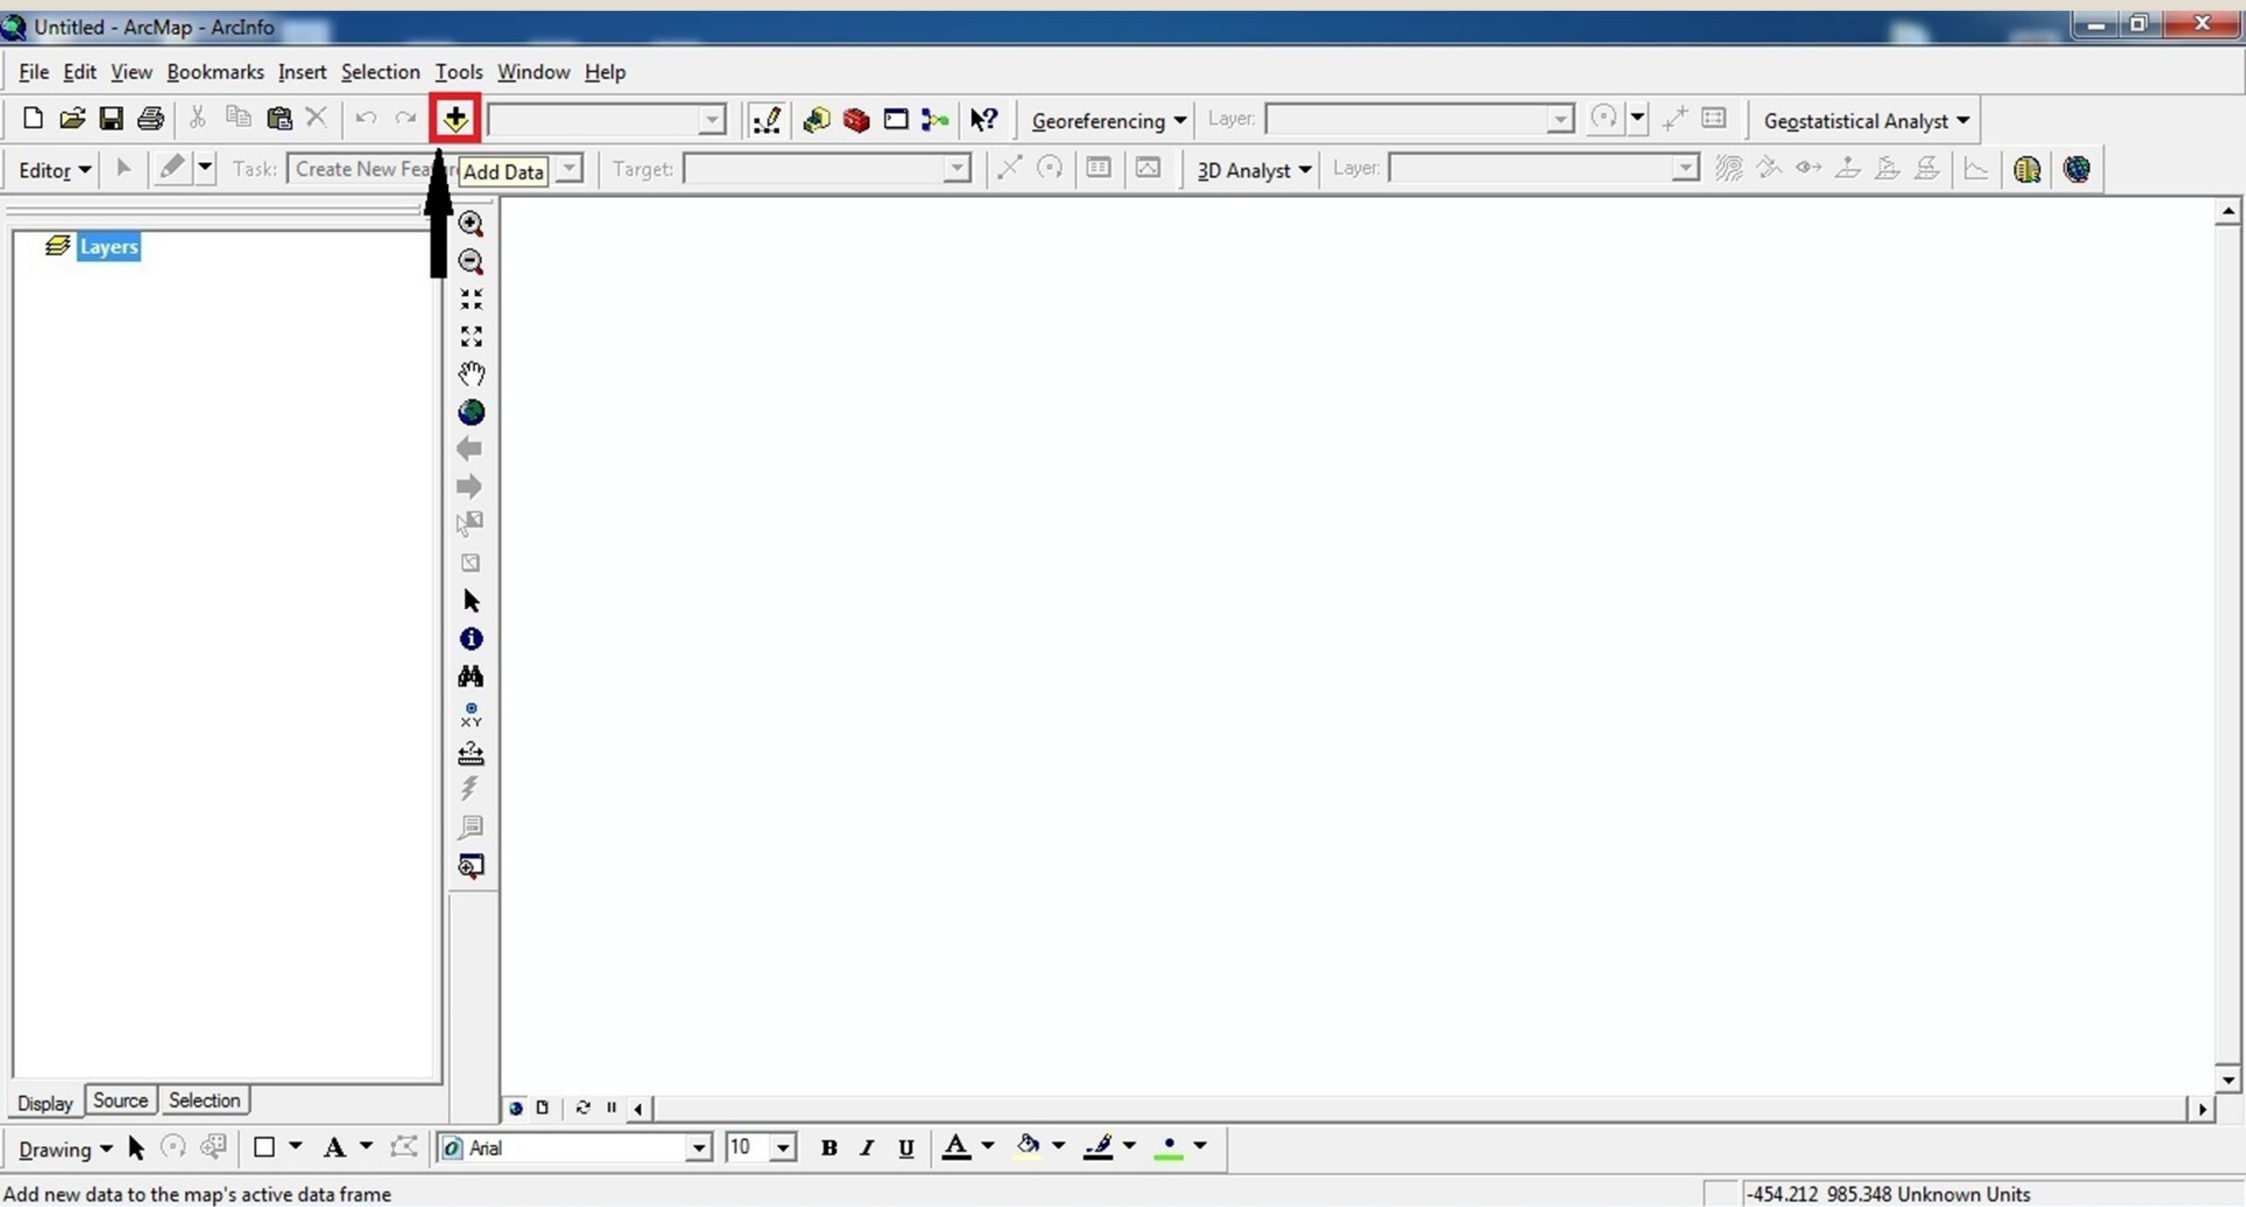 Untitled - ArcMap - ArcInfo
File Edit View Bookmarks Insert Selection Tools Window Help
Georeferencing Layer: Geostatistical Analyst
Editor Task: Create New Add Data Target: 3D Analyst Layer:
Layers
XY
Display Source Selection
Drawing A Arial 10 B I U A
Add new data to the map's active data frame -454.212 985.348 Unknown Units